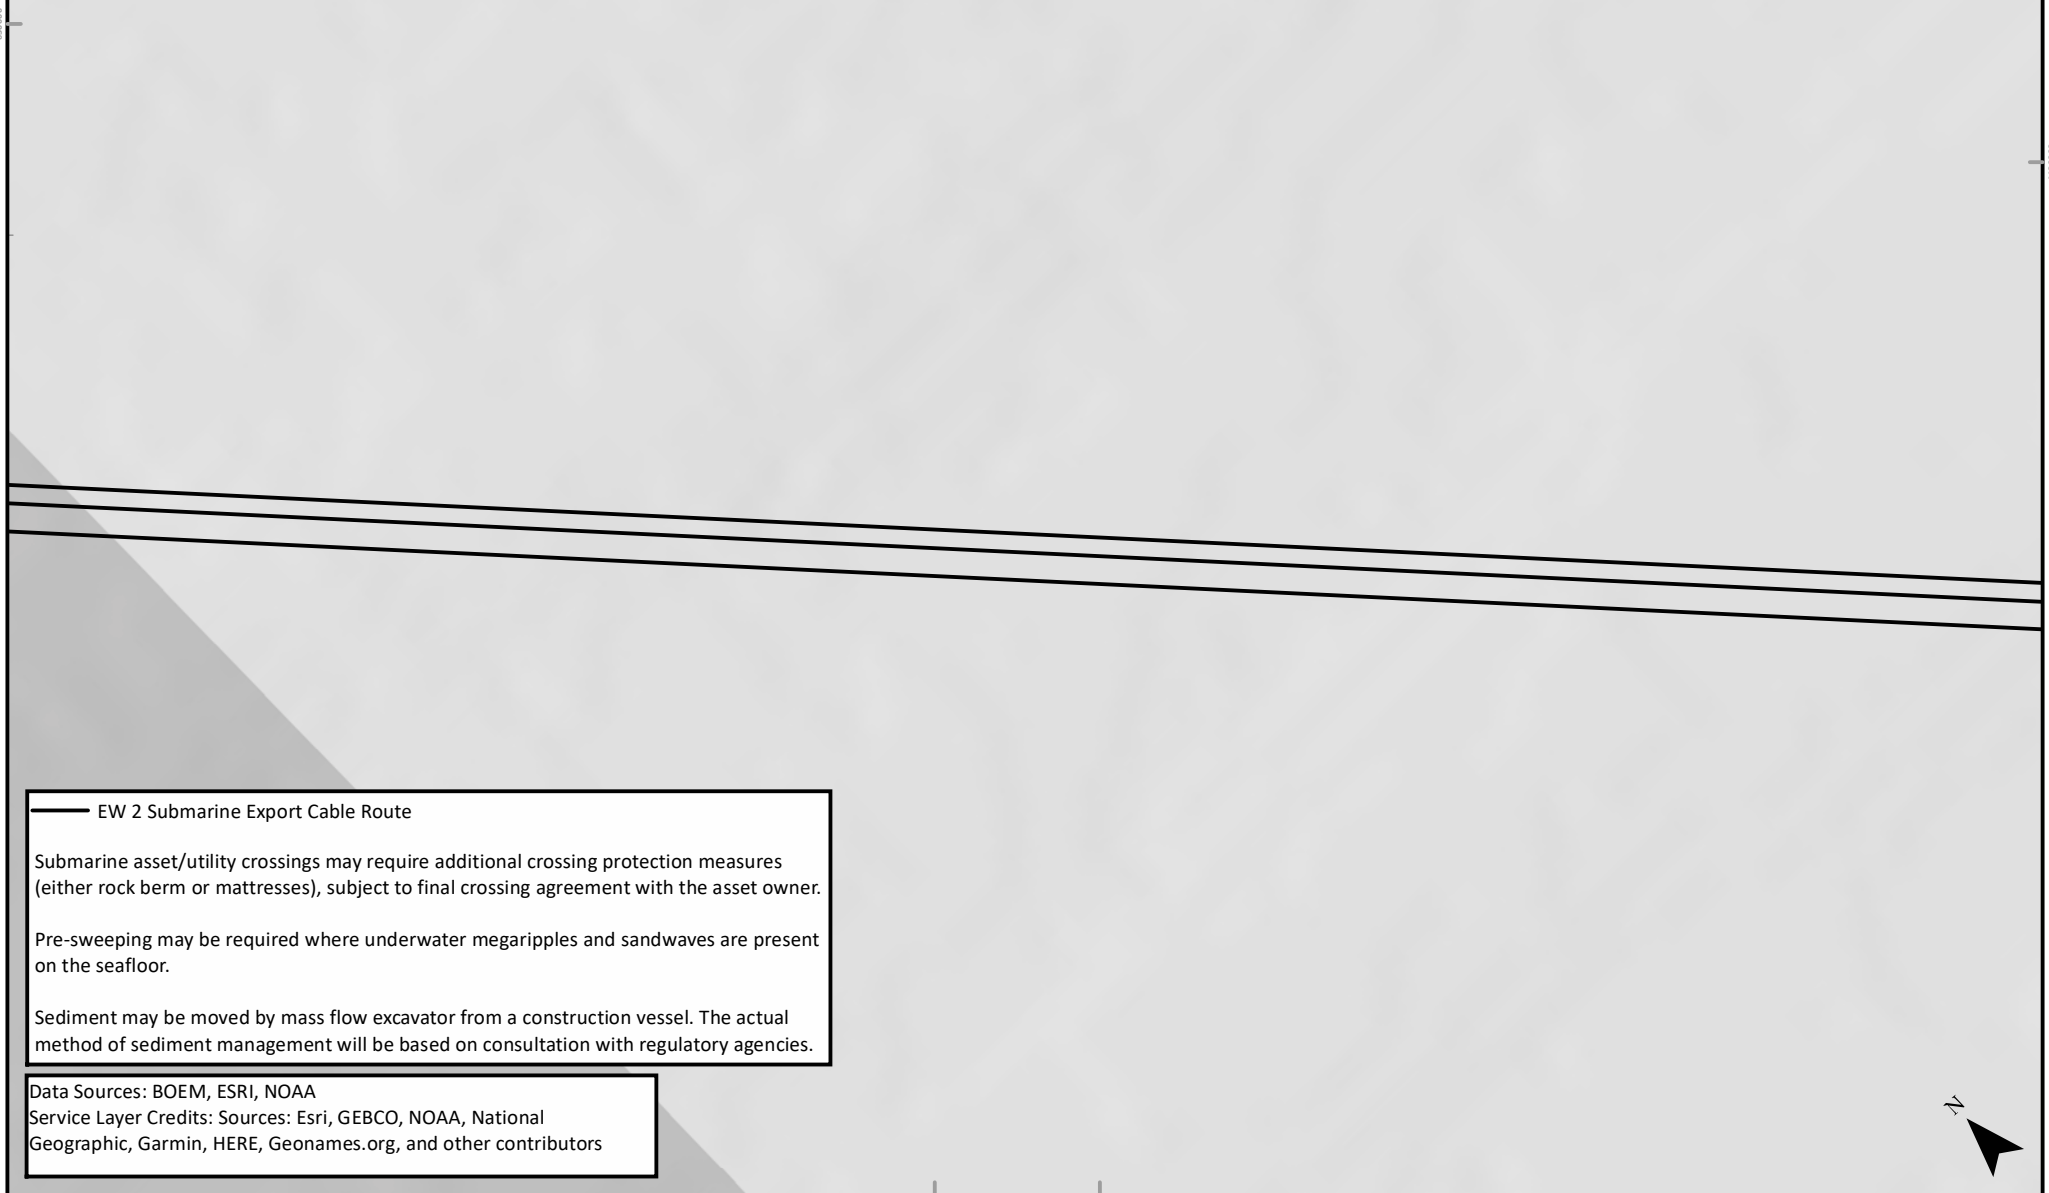 EW 2 Submarine Export Cable Route
Submarine asset/utility crossings may require additional crossing protection measures
(either rock berm or mattresses), subject to final crossing agreement with the asset owner.
Pre-sweeping may be required where underwater megaripples and sandwaves are present
on the seafloor.
Sediment may be moved by mass flow excavator from a construction vessel. The actual
method of sediment management will be based on consultation with regulatory agencies.
Data Sources: BOEM, ESRI, NOAA
Service Layer Credits: Sources: Esri, GEBCO, NOAA, National
Geographic, Garmin, HERE, Geonames.org, and other contributors
N